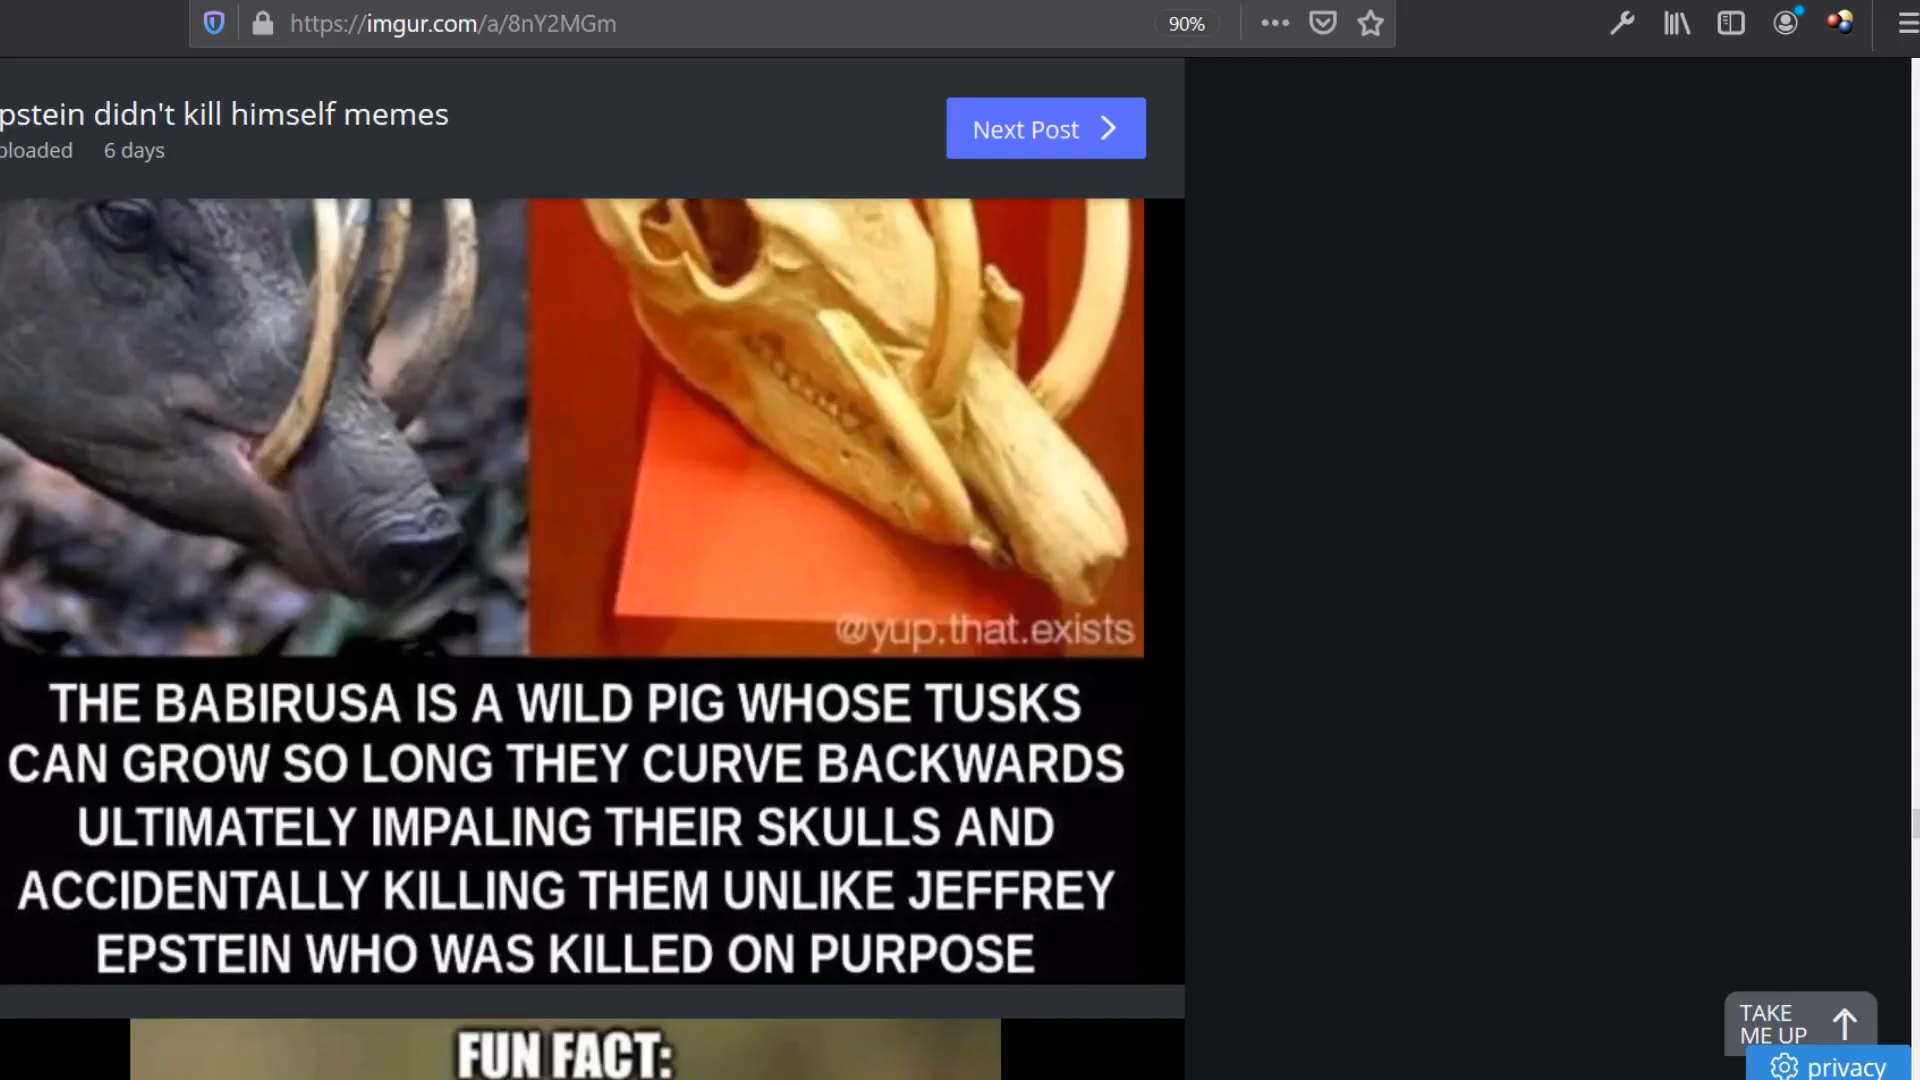 https://imgur.com/a/8nY2MGm
90%
pstein didn't kill himself memes
ploaded 6 days
Next Post
@yup.that.exists
THE BABIRUSA IS A WILD PIG WHOSE TUSKS
CAN GROW SO LONG THEY CURVE BACKWARDS
ULTIMATELY IMPALING THEIR SKULLS AND
ACCIDENTALLY KILLING THEM UNLIKE JEFFREY
EPSTEIN WHO WAS KILLED ON PURPOSE
FUN FACT:
TAKE
ME UP
privacy